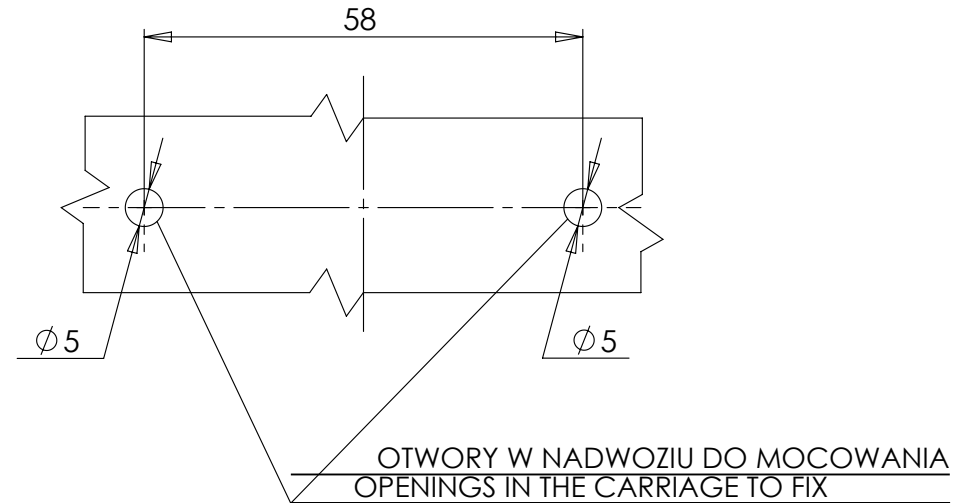 58
⌀5
⌀5
OTWORY W NADWOZIU DO MOCOWANIA
OPENINGS IN THE CARRIAGE TO FIX